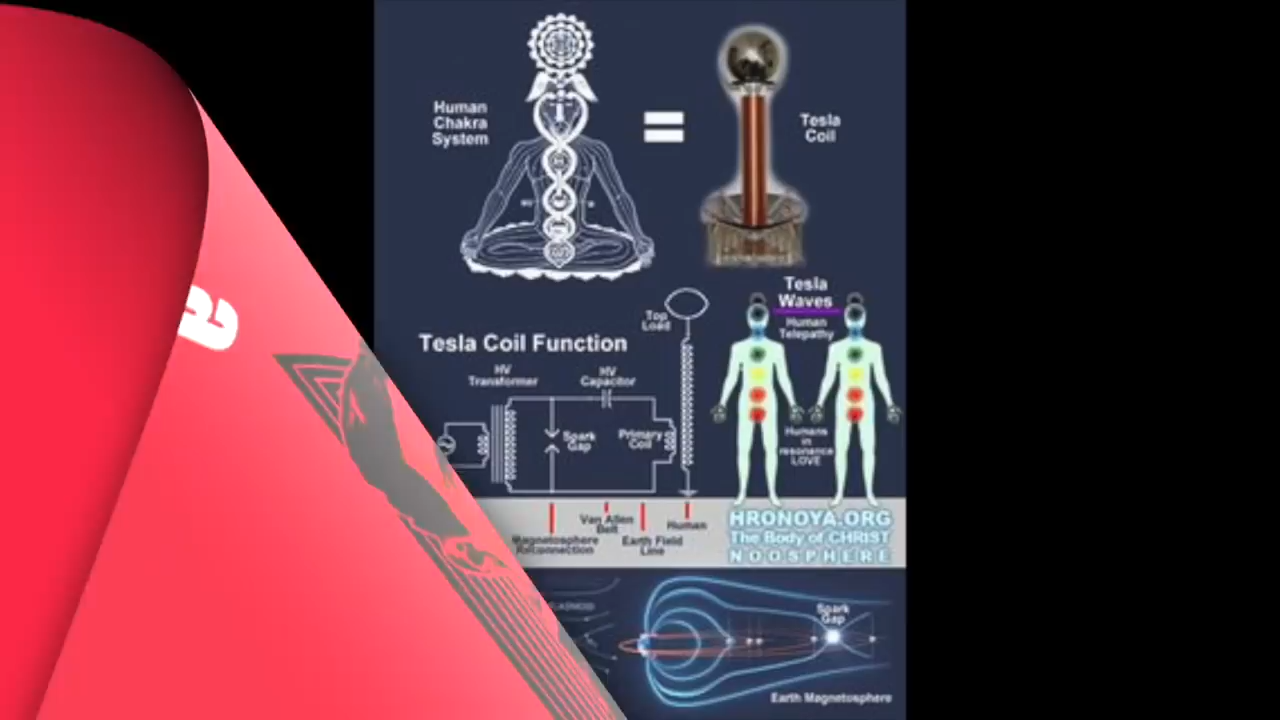 Human
Chakra
System
Tesla
Coil
Tesla
Waves
Human
Telepathy
Top
Load
Tesla Coil Function
HV
Transformer
HV
Capacitor
Spark
Gap
Primary
Coil
Humans
in
resonance
LOVE
Van Allen
Belt
Human
Magnetosphere
Reconnection
Earth Field
Line
HRONOYA.ORG
The Body of CHRIST
NOOSPHERE
Spark
Gap
Earth Magnetosphere
e